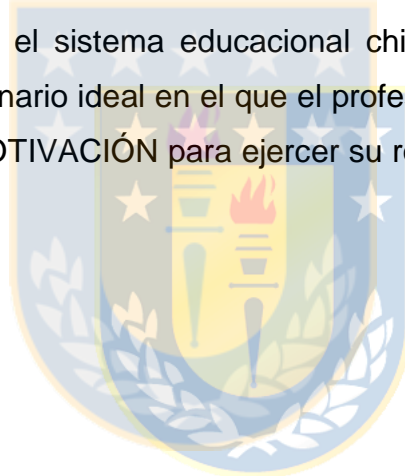 el sistema educacional chi
nario ideal en el que el profe
OTIVACIÓN para ejercer su r